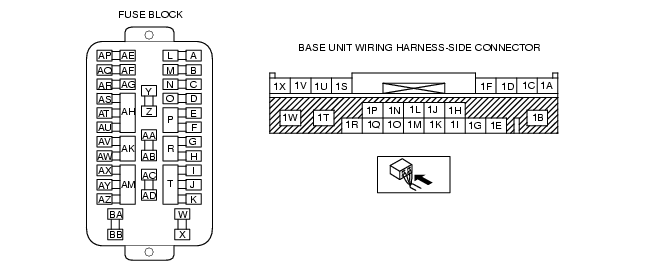 FUSE BLOCK
AP AE L A
AQ AF M B
AR AG N C
Y
AS O D
AH
AT Z P E
AU F
AA
AV G
AK R
AW AB H
AX I
AC
AY AM T J
AD
AZ K
BA W
BB X
BASE UNIT WIRING HARNESS-SIDE CONNECTOR
1X 1V 1U 1S 1F 1D 1C 1A
1P 1N 1L 1J 1H
1W 1T 1B
1R 1Q 1O 1M 1K 1I 1G 1E